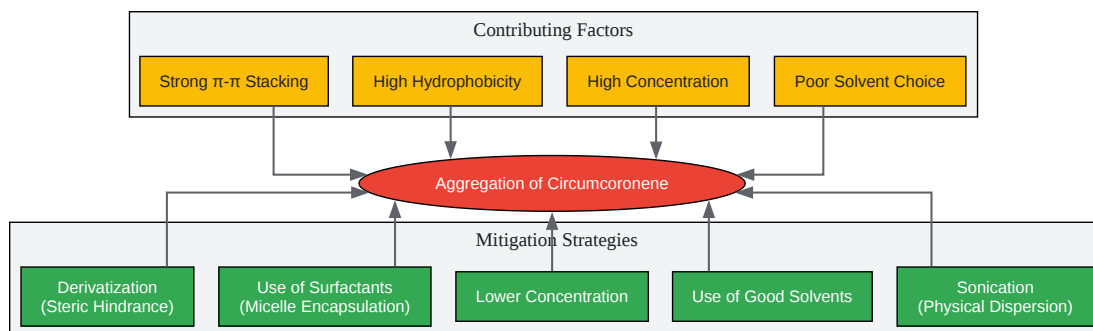 Contributing Factors
Strong π-π Stacking
High Hydrophobicity
High Concentration
Poor Solvent Choice
Aggregation of Circumcoronene
Mitigation Strategies
Derivatization
(Steric Hindrance)
Use of Surfactants
(Micelle Encapsulation)
Lower Concentration
Use of Good Solvents
Sonication
(Physical Dispersion)